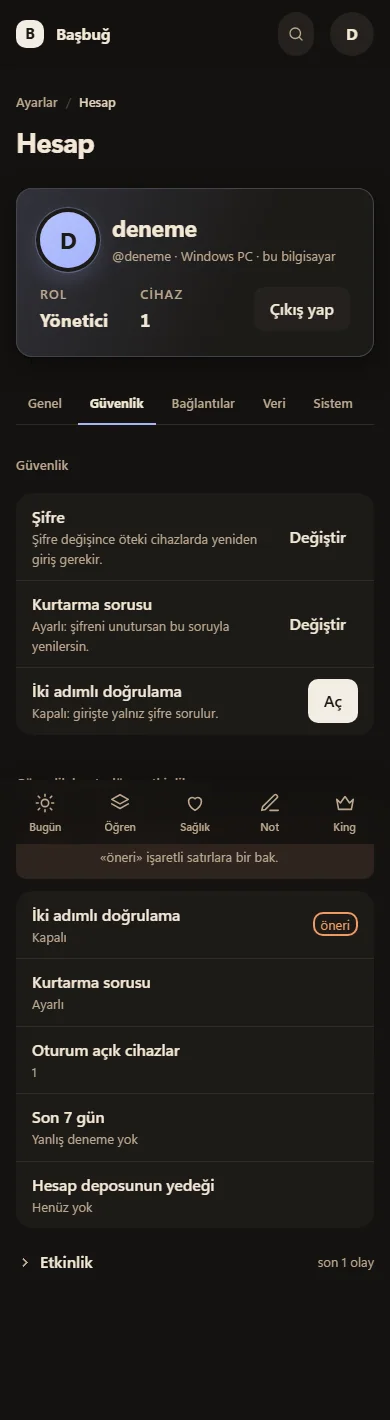 B Başbuğ D
Ayarlar / Hesap
Hesap
D
deneme
@deneme · Windows PC · bu bilgisayar
ROL CİHAZ
Yönetici 1
Çıkış yap
Genel Güvenlik Bağlantılar Veri Sistem
Güvenlik
Şifre
Şifre değişince öteki cihazlarda yeniden
giriş gerekir.
Değiştir
Kurtarma sorusu
Ayarlı: şifreni unutursan bu soruyla
yenilersin.
Değiştir
İki adımlı doğrulama
Kapalı: girişte yalnız şifre sorulur.
Aç
Bugün Öğren Sağlık Not King
«öneri» işaretli satırlara bir bak.
İki adımlı doğrulama
Kapalı
öneri
Kurtarma sorusu
Ayarlı
Oturum açık cihazlar
1
Son 7 gün
Yanlış deneme yok
Hesap deposunun yedeği
Henüz yok
Etkinlik son 1 olay